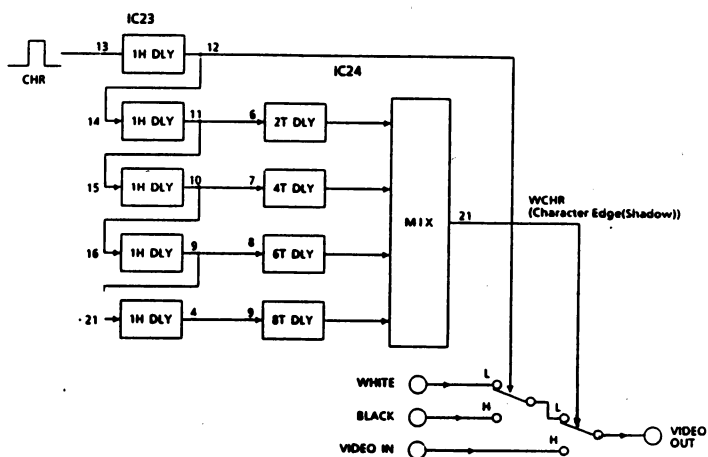 IC23
13
1H DLY
12
CHR
IC24
14
1H DLY
11
6
2T DLY
15
1H DLY
10
7
4T DLY
MIX
21
WCHR
(Character Edge(Shadow))
16
1H DLY
9
8
6T DLY
21
1H DLY
4
9
8T DLY
WHITE
L
BLACK
H
L
VIDEO IN
H
VIDEO
OUT